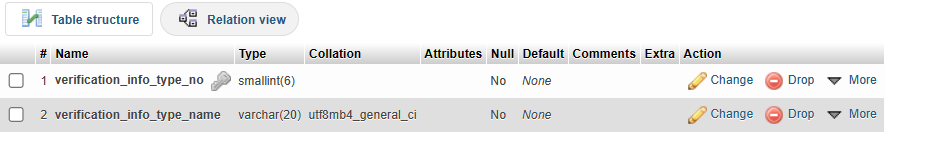 Table structure Relation view
# Name Type Collation Attributes Null Default Comments Extra Action
1 verification_info_type_no smallint(6) No None Change Drop More
2 verification_info_type_name varchar(20) utf8mb4_general_ci No None Change Drop More